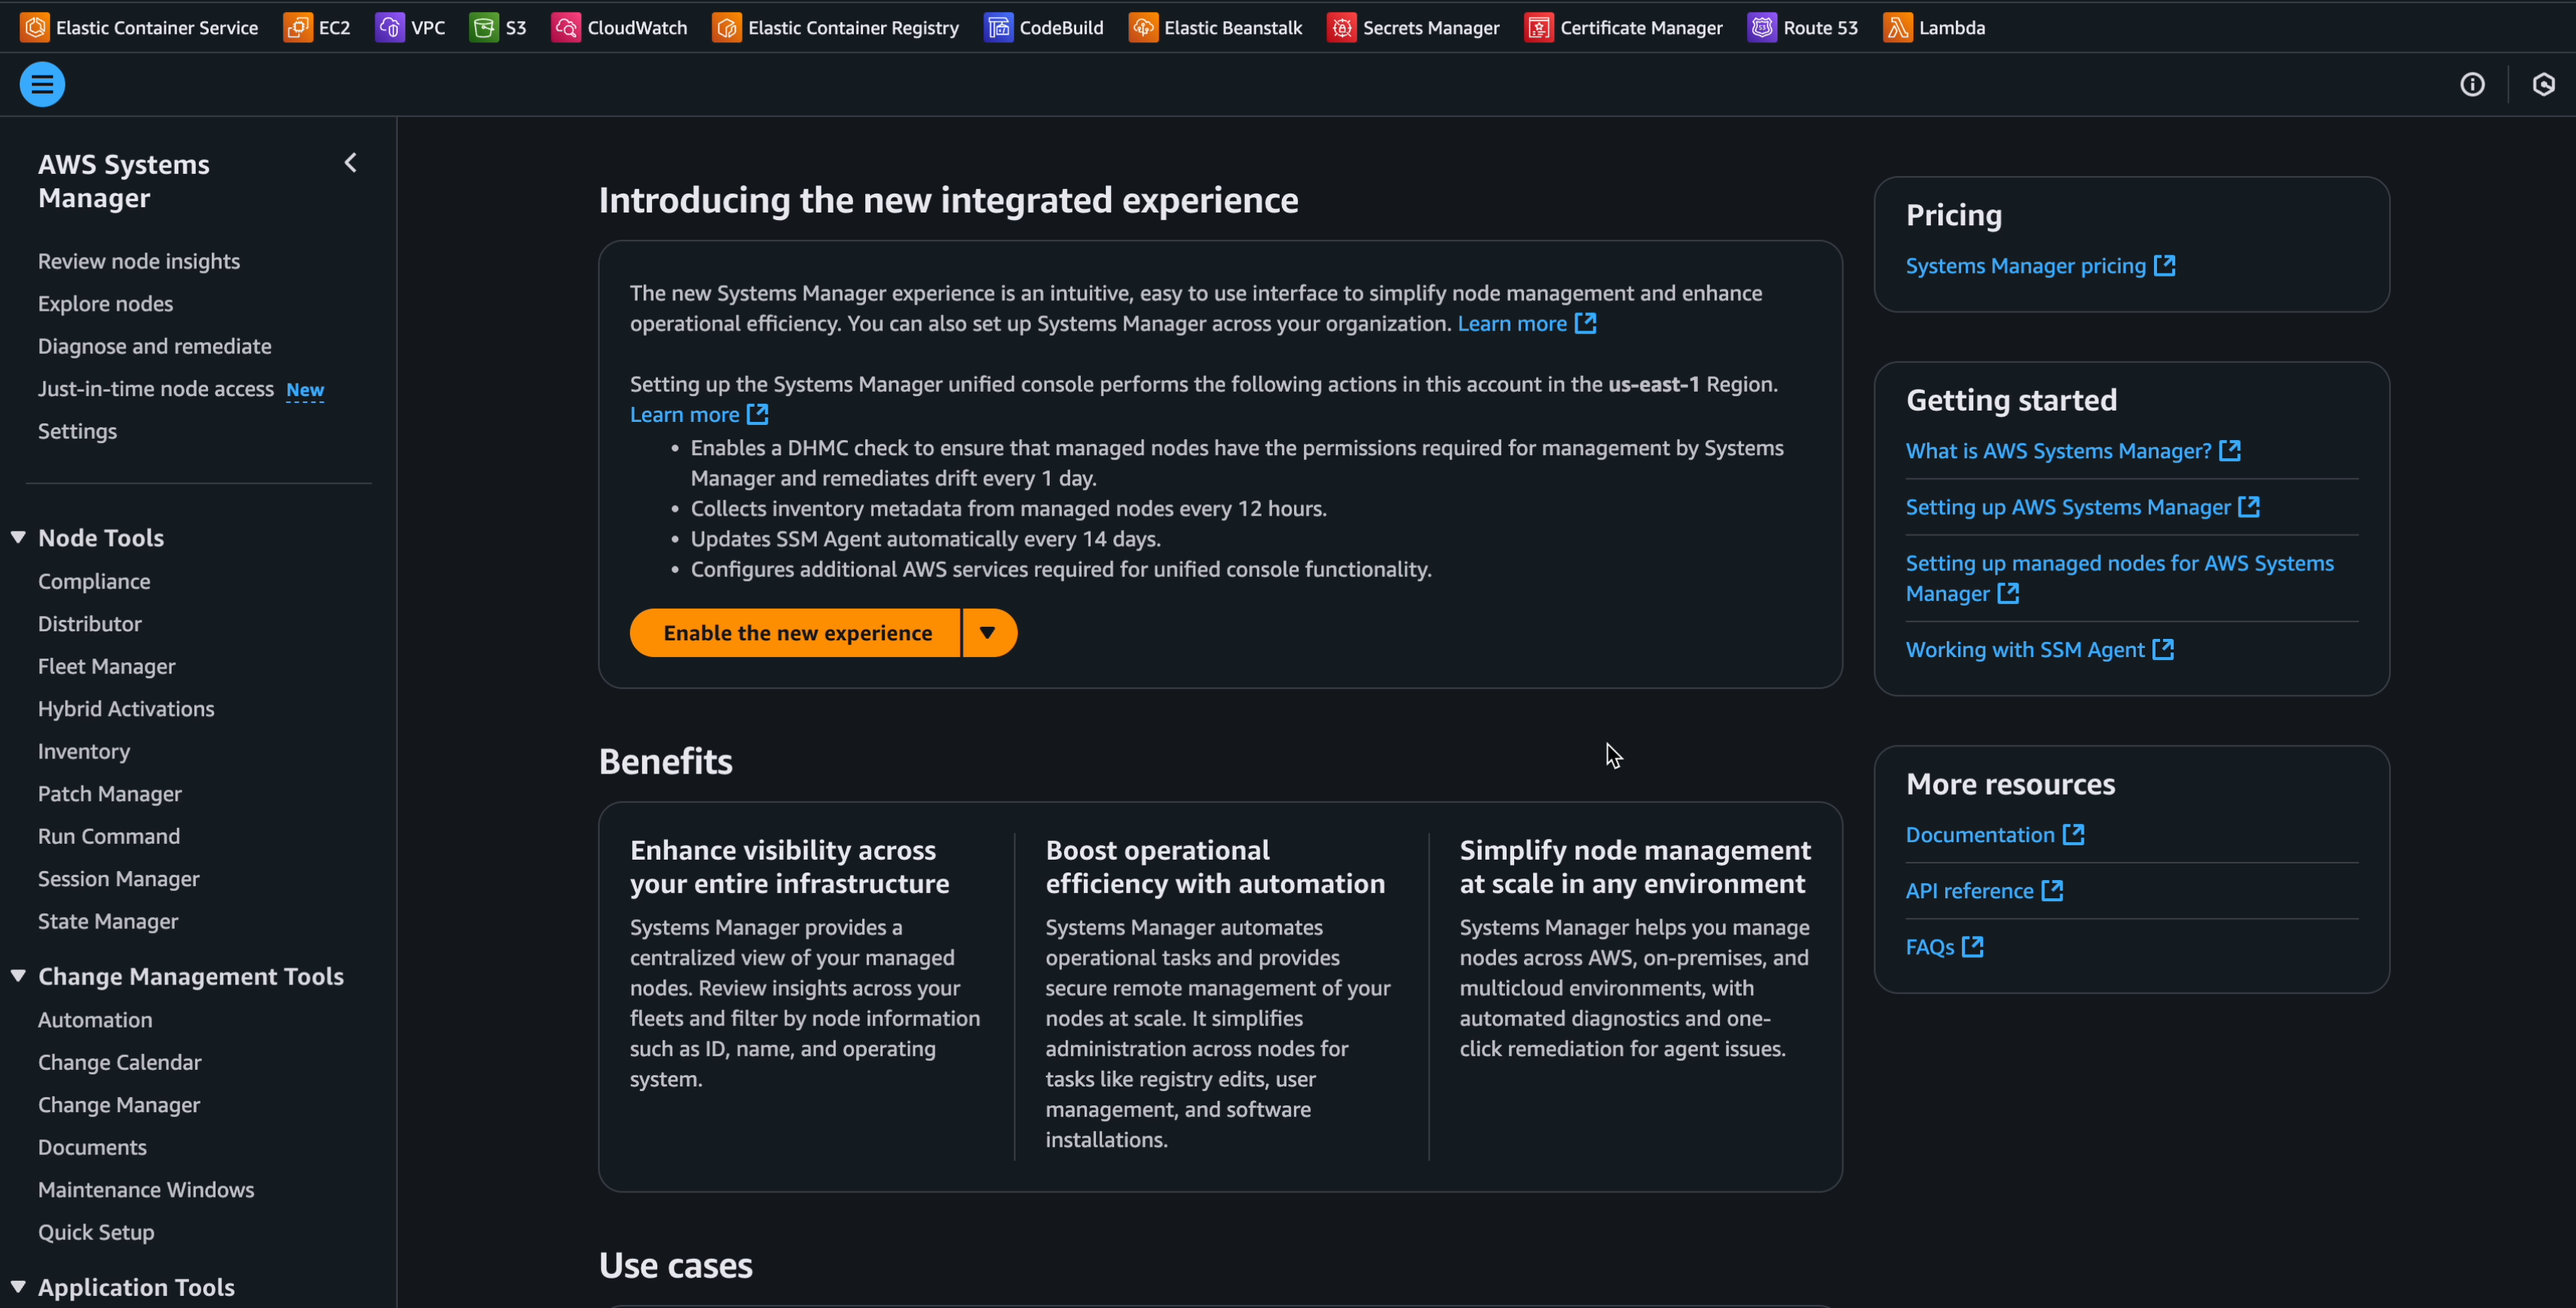 Elastic Container Service EC2 VPC S3 CloudWatch Elastic Container Registry CodeBuild Elastic Beanstalk Secrets Manager Certificate Manager Route 53 Lambda
AWS Systems
Manager
Review node insights
Explore nodes
Diagnose and remediate
Just-in-time node access New
Settings
Node Tools
Compliance
Distributor
Fleet Manager
Hybrid Activations
Inventory
Patch Manager
Run Command
Session Manager
State Manager
Change Management Tools
Automation
Change Calendar
Change Manager
Documents
Maintenance Windows
Quick Setup
Application Tools
Introducing the new integrated experience
The new Systems Manager experience is an intuitive, easy to use interface to simplify node management and enhance
operational efficiency. You can also set up Systems Manager across your organization. Learn more
Setting up the Systems Manager unified console performs the following actions in this account in the us-east-1 Region.
Learn more
• Enables a DHMC check to ensure that managed nodes have the permissions required for management by Systems
Manager and remediates drift every 1 day.
• Collects inventory metadata from managed nodes every 12 hours.
• Updates SSM Agent automatically every 14 days.
• Configures additional AWS services required for unified console functionality.
Enable the new experience
Benefits
Enhance visibility across
your entire infrastructure
Systems Manager provides a
centralized view of your managed
nodes. Review insights across your
fleets and filter by node information
such as ID, name, and operating
system.
Boost operational
efficiency with automation
Systems Manager automates
operational tasks and provides
secure remote management of your
nodes at scale. It simplifies
administration across nodes for
tasks like registry edits, user
management, and software
installations.
Simplify node management
at scale in any environment
Systems Manager helps you manage
nodes across AWS, on-premises, and
multicloud environments, with
automated diagnostics and one-
click remediation for agent issues.
Use cases
Pricing
Systems Manager pricing
Getting started
What is AWS Systems Manager?
Setting up AWS Systems Manager
Setting up managed nodes for AWS Systems
Manager
Working with SSM Agent
More resources
Documentation
API reference
FAQs